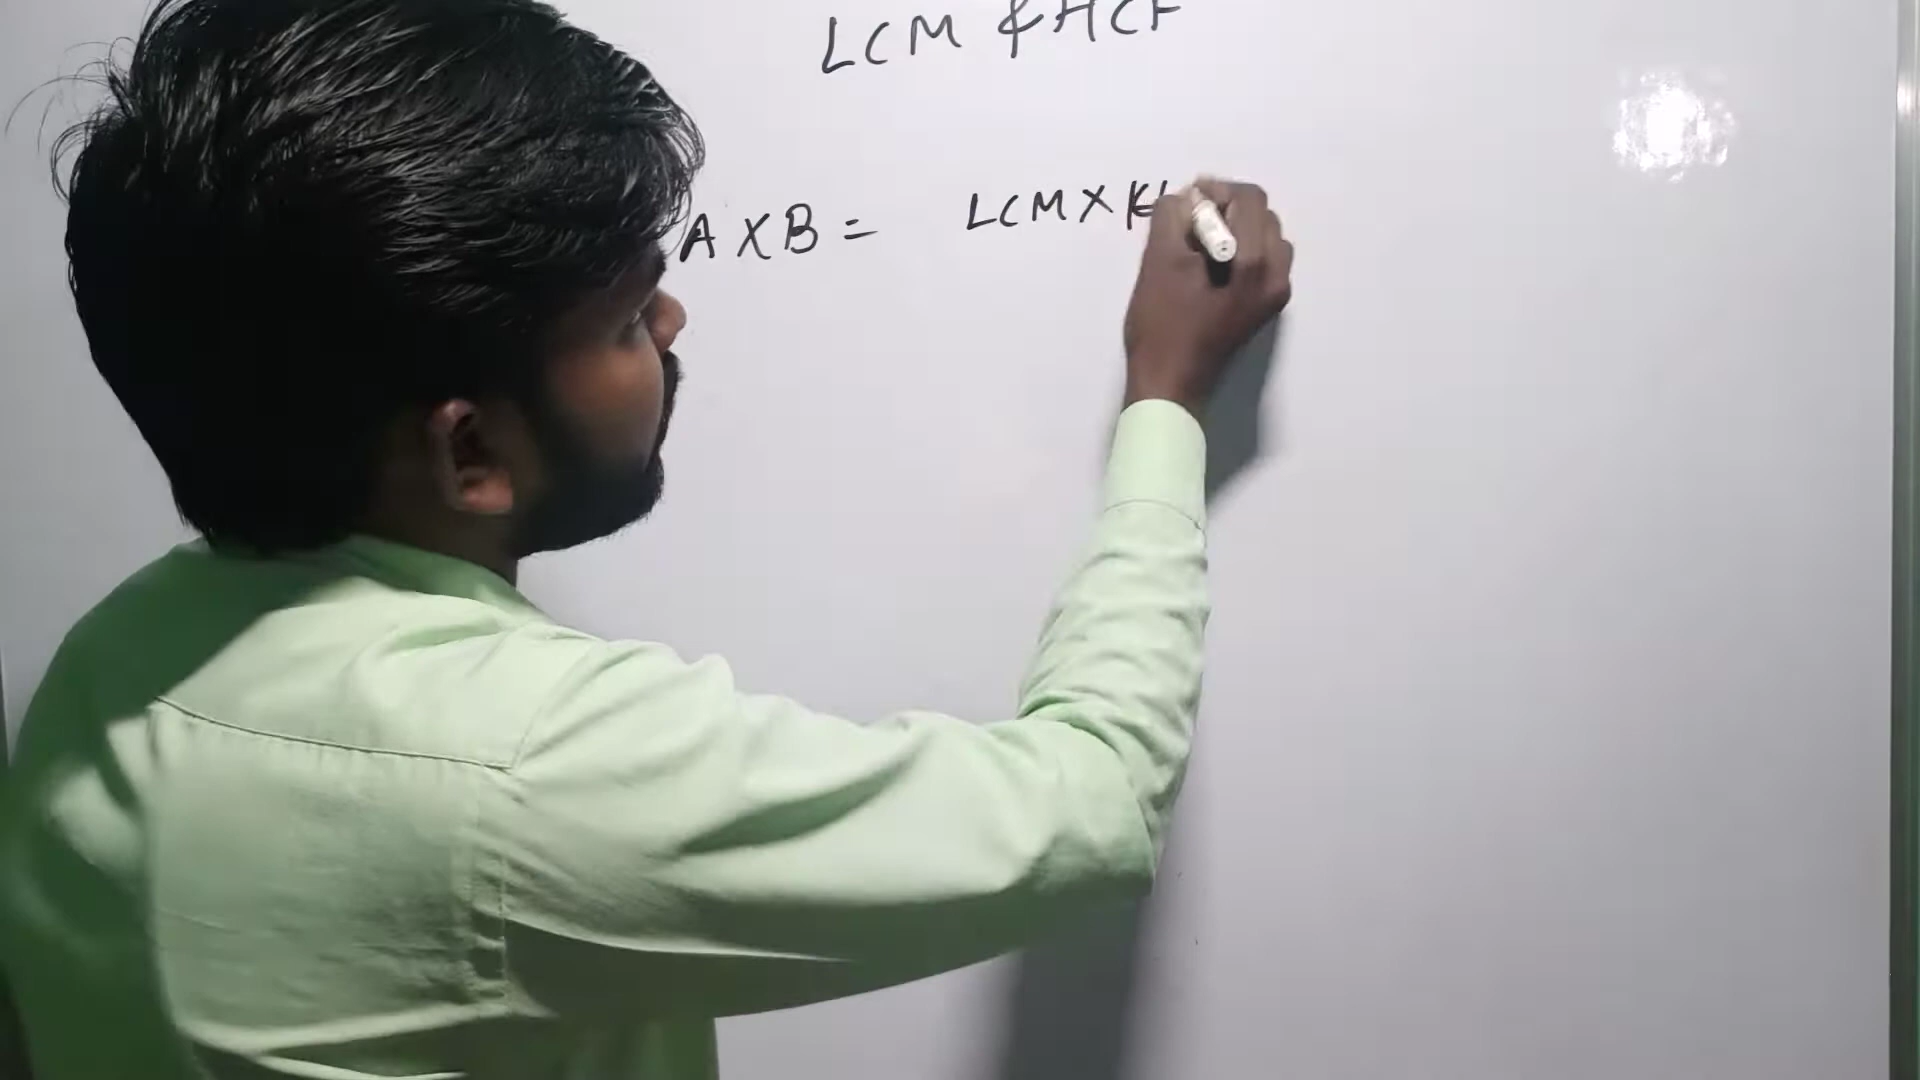 LCM & HCF
A X B = LCM X